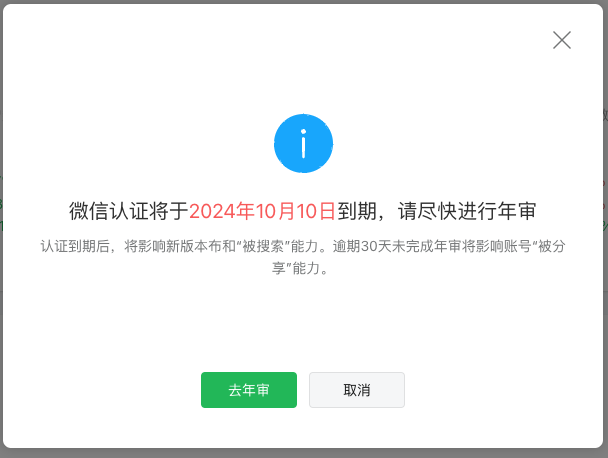 微信认证将于2024年10月10日到期，请尽快进行年审
认证到期后，将影响新版本布和“被搜索”能力。逾期30天未完成年审将影响账号“被分
享”能力。
去年审
取消